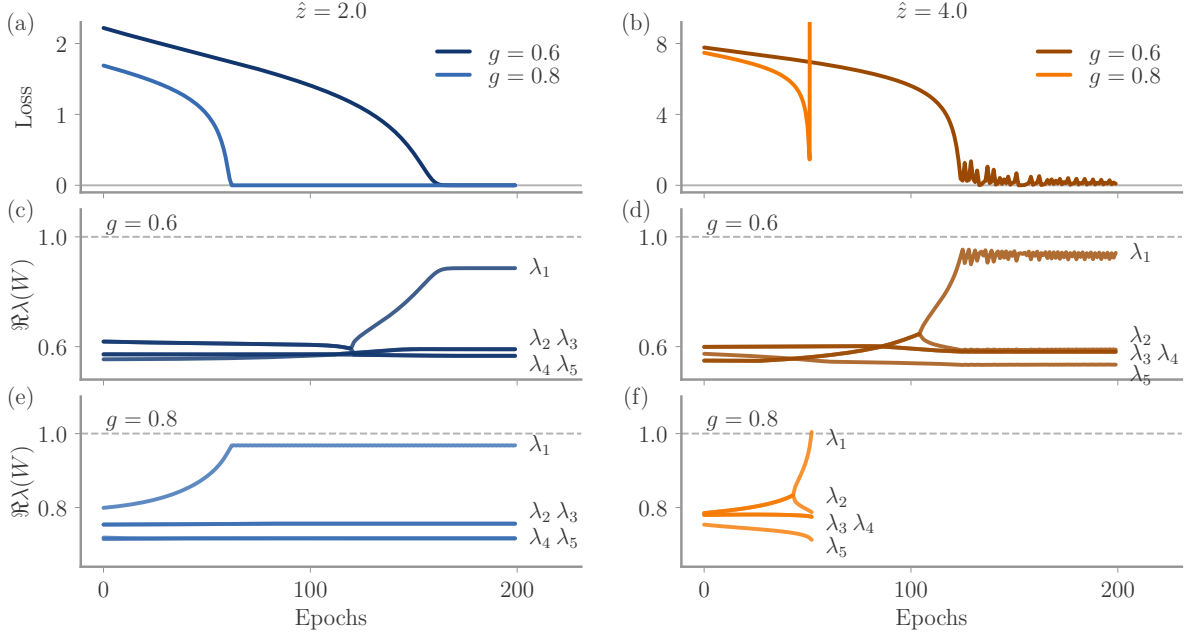 (a)
ẑ = 2.0
g = 0.6
g = 0.8
Loss
2
1
0
(b)
ẑ = 4.0
g = 0.6
g = 0.8
8
4
0
(c)
g = 0.6
ℜλ(W)
1.0
0.6
λ₁
λ₂ λ₃
λ₄ λ₅
(d)
g = 0.6
1.0
0.6
λ₁
λ₂
λ₃ λ₄
λ₅
(e)
g = 0.8
ℜλ(W)
1.0
0.8
λ₁
λ₂ λ₃
λ₄ λ₅
0
100
200
Epochs
(f)
g = 0.8
1.0
0.8
λ₁
λ₂
λ₃ λ₄
λ₅
0
100
200
Epochs